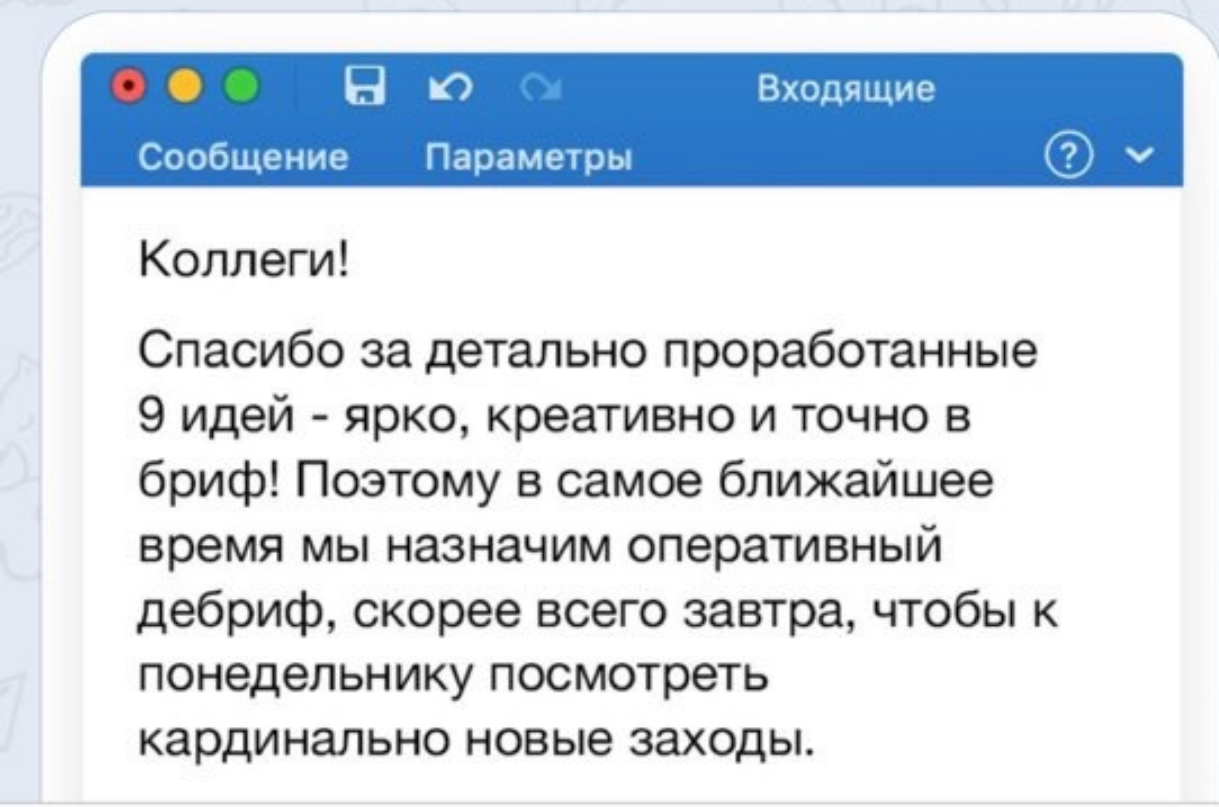 Входящие
Сообщение Параметры
Коллеги!
Спасибо за детально проработанные
9 идей - ярко, креативно и точно в
бриф! Поэтому в самое ближайшее
время мы назначим оперативный
дебриф, скорее всего завтра, чтобы к
понедельнику посмотреть
кардинально новые заходы.